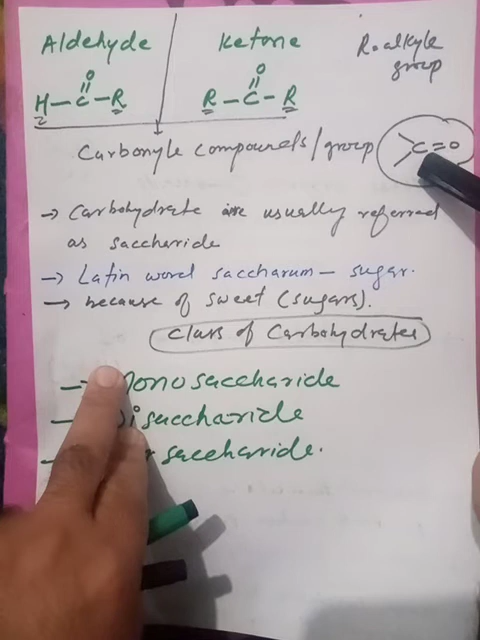 Aldehyde
Ketone
R=alkyle group
O
H-C-R
O
R-C-R
Carbonyle compounds/group
>C=O
→ Carbohydrate are usually referred
as saccharide
→ Latin word saccharum - sugar.
→ because of sweet (sugars).
Class of Carbohydrates
→ Monosaccharide
isaccharide
saccharide.